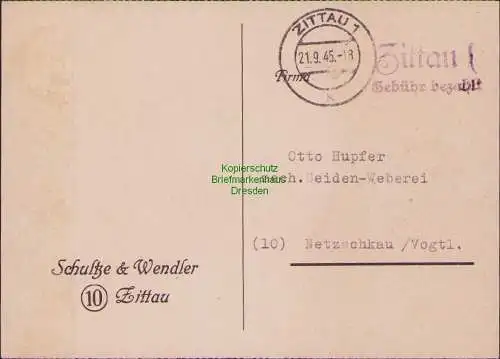 ZITTAU 1
21.9.45.-18
k
Zittau
Gebühr bezahlt
Firma
Kopierschutz
Briefmarkenhaus
Dresden
Otto Hupfer
Mech.Seiden-Weberei
(10) Netzschkau /Vogtl.
Schultze & Wendler
10 Zittau